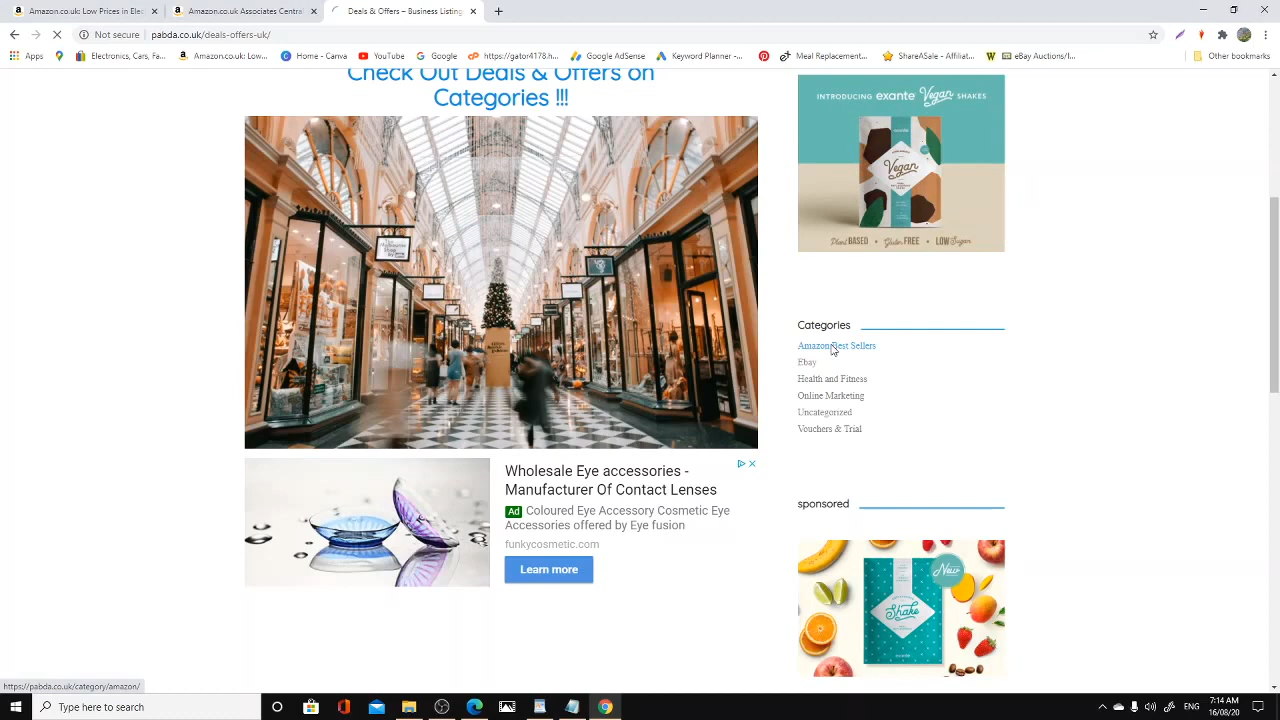 Amazon.co.uk: Low Prices in Elec
Amazon.co.uk Associates Central
Deals & Offers – Business Listing
Not secure
pabda.co.uk/deals-offers-uk/
Apps
Electronics, Cars, Fa...
Amazon.co.uk: Low...
Home - Canva
YouTube
Google
https://gator4178.h...
Google AdSense
Keyword Planner -...
Meal Replacement...
ShareASale - Affiliat...
eBay Auctions/I...
Other bookmarks
Check Out Deals & Offers on
Categories !!!
INTRODUCING exante Vegan SHAKES
Vegan
Plant BASED • Gluten FREE • LOW Sugar
Categories
Amazon Best Sellers
Ebay
Health and Fitness
Online Marketing
Uncategorized
Vouchers & Trial
Wholesale Eye accessories -
Manufacturer Of Contact Lenses
Ad Coloured Eye Accessory Cosmetic Eye
Accessories offered by Eye fusion
funkycosmetic.com
Learn more
sponsored
New
Shake
exante
https://pabda.co.uk/category/amazon/
Type here to search
7:14 AM
16/08/20